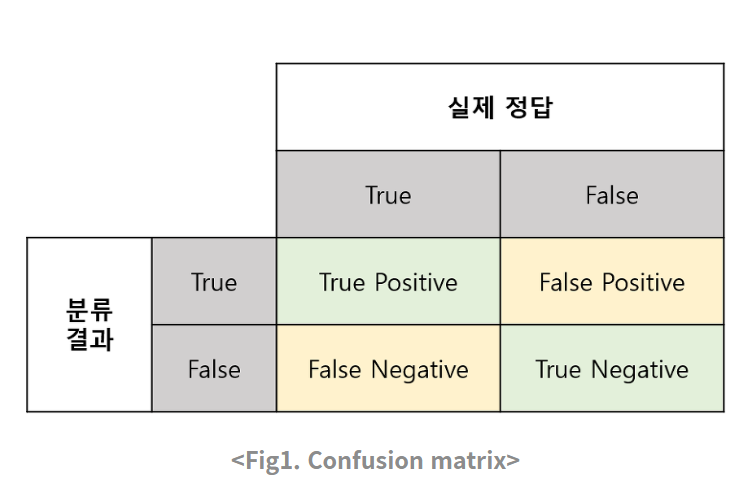 실제 정답
True False
True True Positive False Positive
분류
결과
False False Negative True Negative
<Fig1. Confusion matrix>